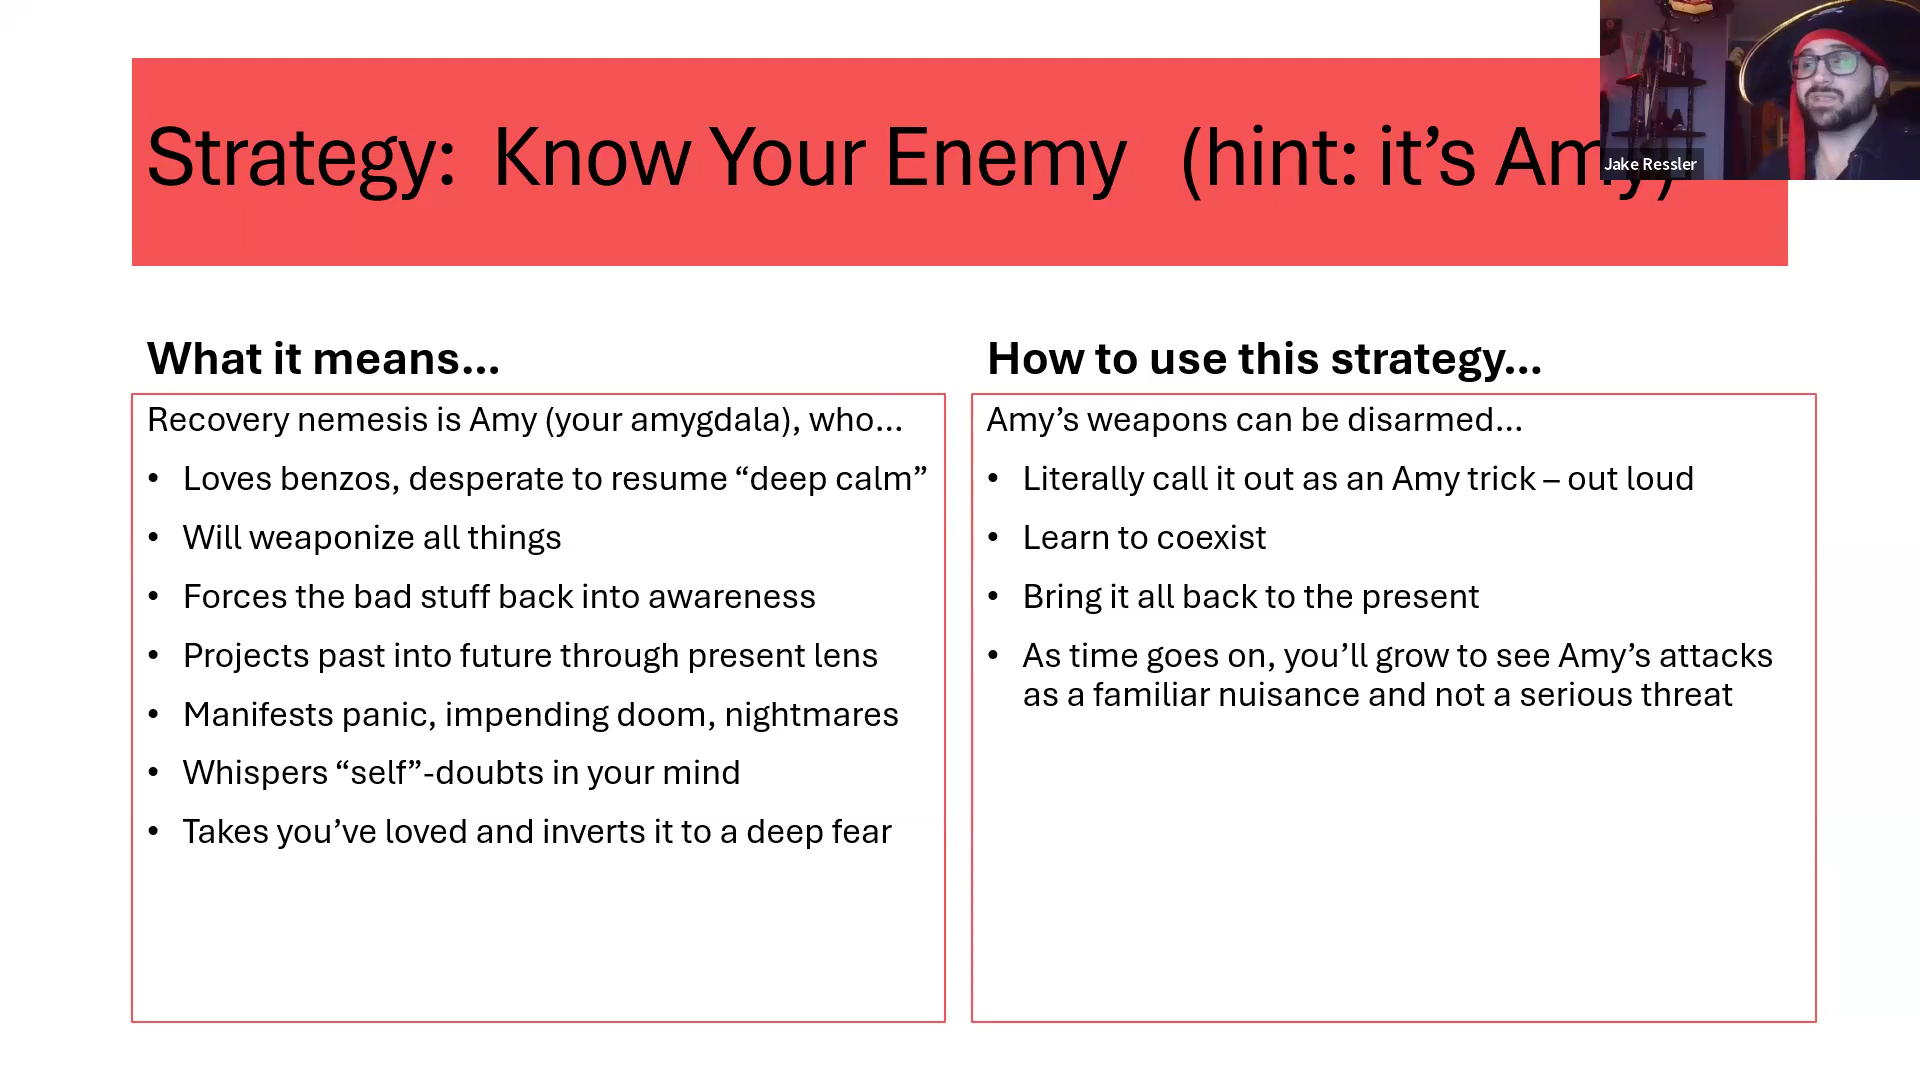 Strategy:  Know Your Enemy   (hint: it’s Amy)
Jake Ressler
What it means...
Recovery nemesis is Amy (your amygdala), who...
• Loves benzos, desperate to resume “deep calm”
• Will weaponize all things
• Forces the bad stuff back into awareness
• Projects past into future through present lens
• Manifests panic, impending doom, nightmares
• Whispers “self”-doubts in your mind
• Takes you’ve loved and inverts it to a deep fear
How to use this strategy...
Amy’s weapons can be disarmed...
• Literally call it out as an Amy trick – out loud
• Learn to coexist
• Bring it all back to the present
• As time goes on, you’ll grow to see Amy’s attacks
as a familiar nuisance and not a serious threat